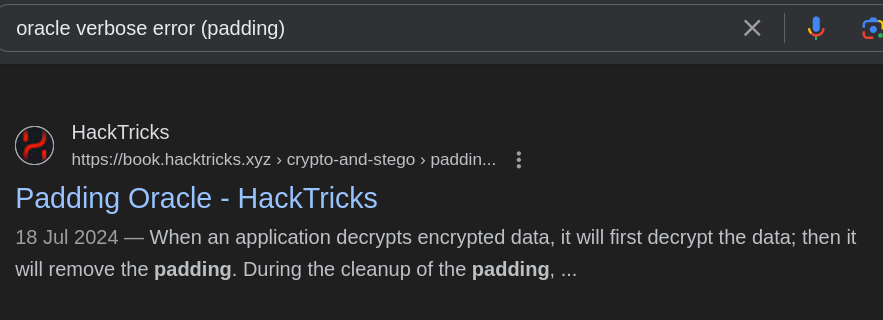 oracle verbose error (padding)
HackTricks
https://book.hacktricks.xyz › crypto-and-stego › paddin...
Padding Oracle - HackTricks
18 Jul 2024 — When an application decrypts encrypted data, it will first decrypt the data; then it
will remove the padding. During the cleanup of the padding, ...